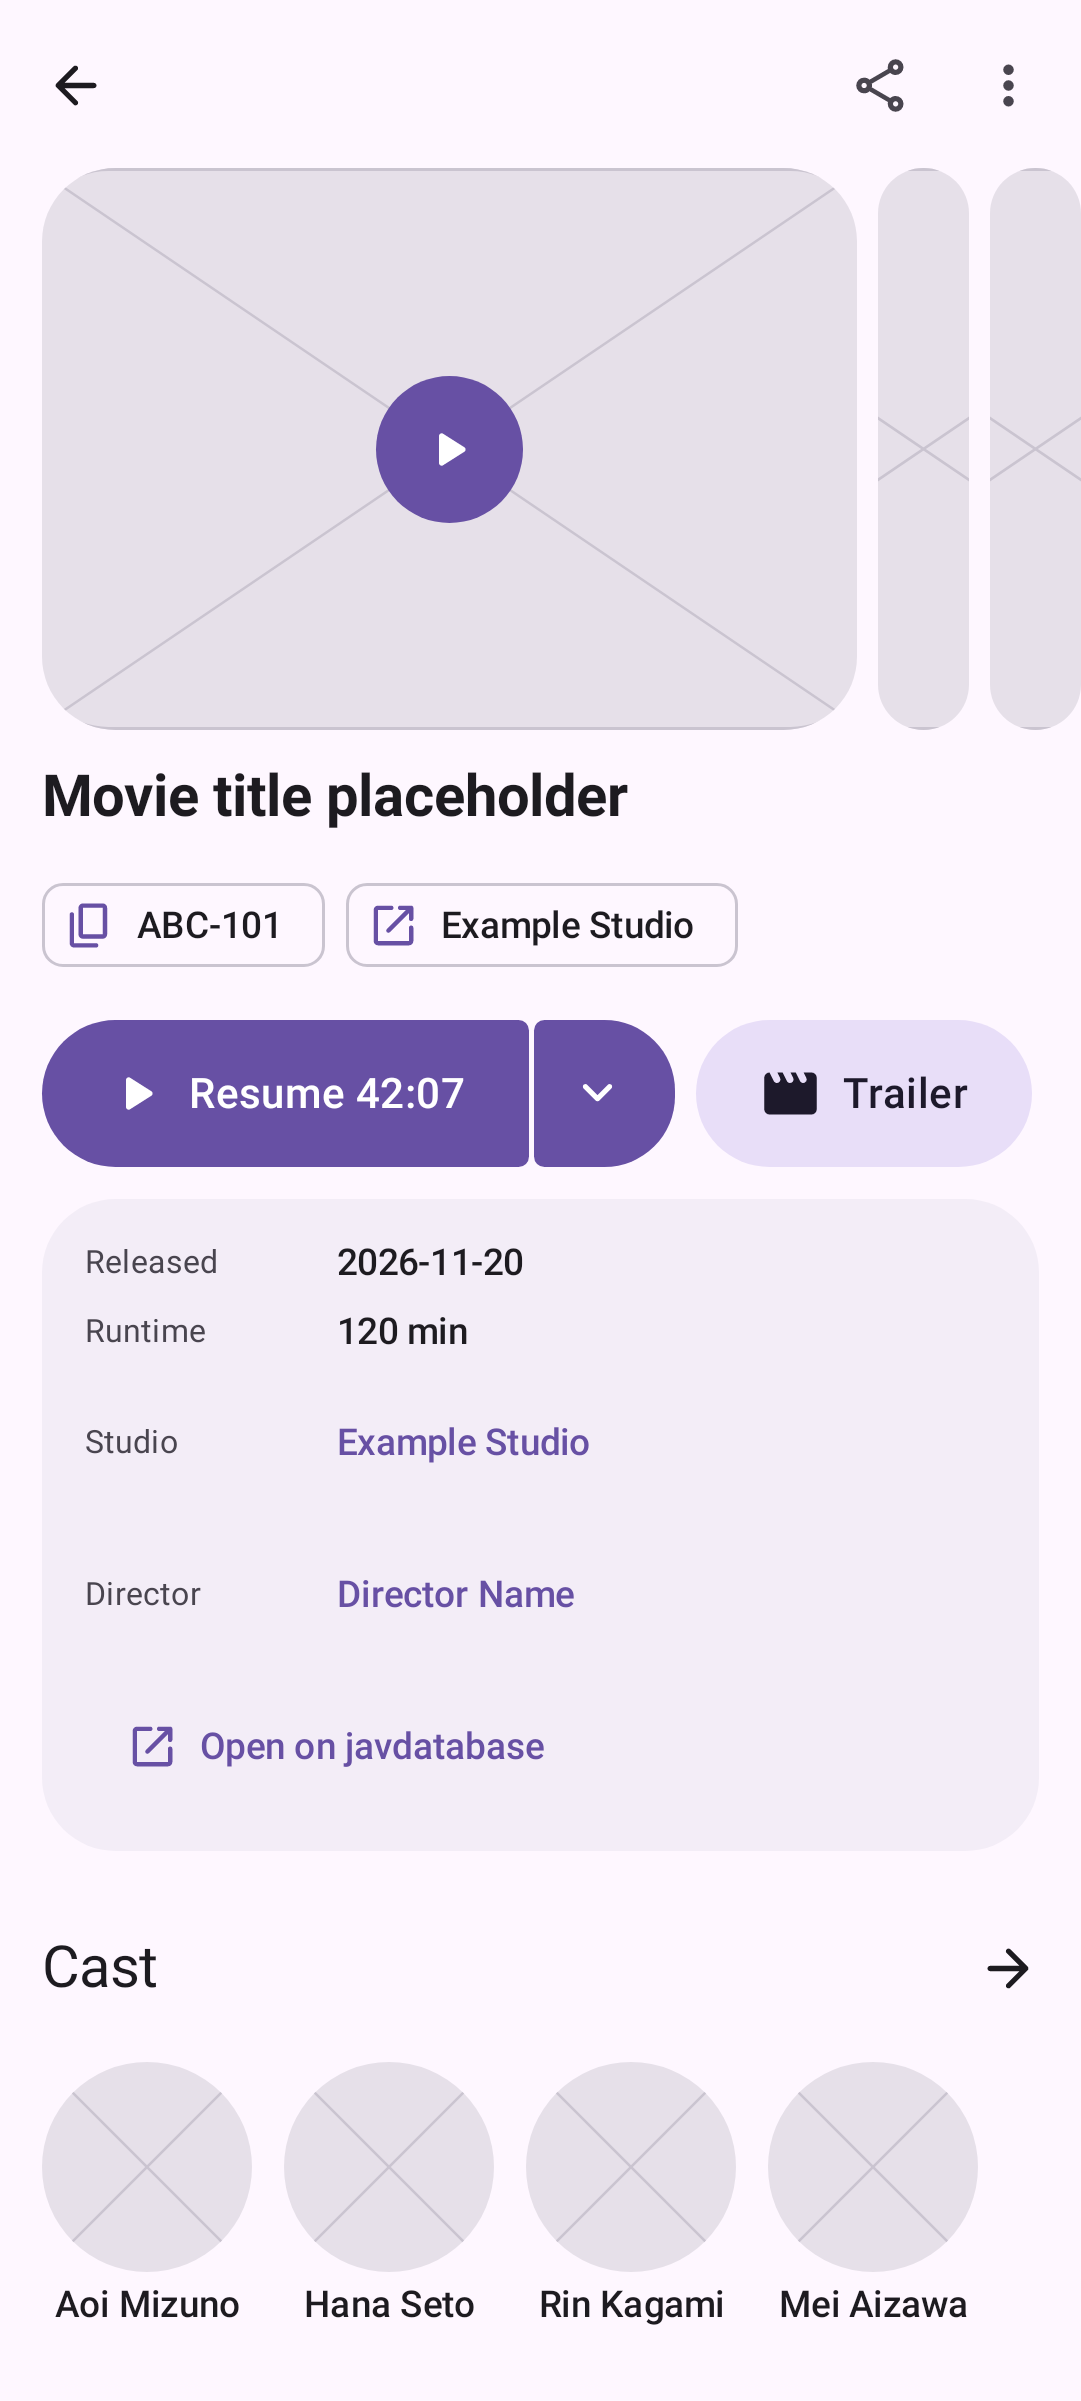 Movie title placeholder
ABC-101
Example Studio
Resume 42:07
Trailer
Released 2026-11-20
Runtime 120 min
Studio Example Studio
Director Director Name
Open on javdatabase
Cast
Aoi Mizuno Hana Seto Rin Kagami Mei Aizawa